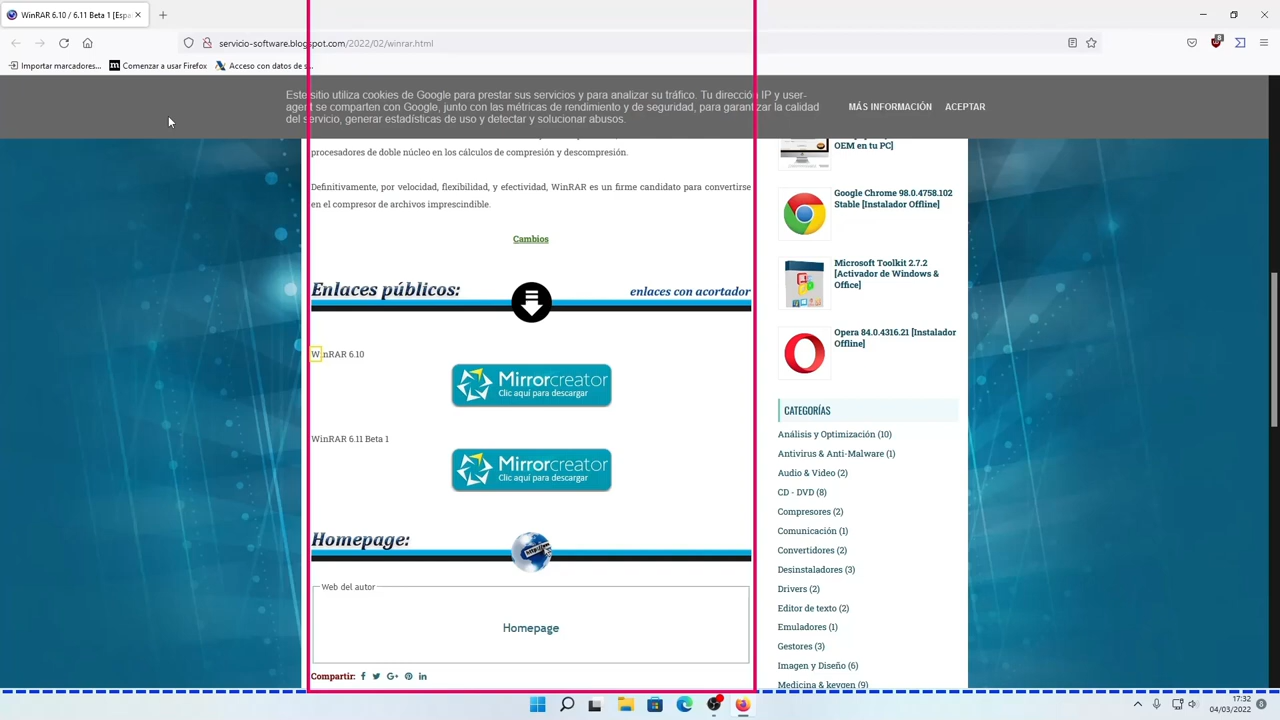 WinRAR 6.10 / 6.11 Beta 1 [Espa
servicio-software.blogspot.com/2022/02/winrar.html
8
Importar marcadores...
Comenzar a usar Firefox
Acceso con datos de s...
Este sitio utiliza cookies de Google para prestar sus servicios y para analizar su tráfico. Tu dirección IP y user-
agent se comparten con Google, junto con las métricas de rendimiento y de seguridad, para garantizar la calidad
del servicio, generar estadísticas de uso y detectar y solucionar abusos.
MÁS INFORMACIÓN
ACEPTAR
procesadores de doble núcleo en los cálculos de compresión y descompresión.
Definitivamente, por velocidad, flexibilidad, y efectividad, WinRAR es un firme candidato para convertirse
en el compresor de archivos imprescindible.
Cambios
Enlaces públicos:
enlaces con acortador
WinRAR 6.10
Mirrorcreator
Clic aquí para descargar
WinRAR 6.11 Beta 1
Mirrorcreator
Clic aquí para descargar
Homepage:
Web del autor
Homepage
Compartir:
OEM en tu PC]
Google Chrome 98.0.4758.102
Stable [Instalador Offline]
Microsoft Toolkit 2.7.2
[Activador de Windows &
Office]
Opera 84.0.4316.21 [Instalador
Offline]
CATEGORÍAS
Análisis y Optimización (10)
Antivirus & Anti-Malware (1)
Audio & Video (2)
CD - DVD (8)
Compresores (2)
Comunicación (1)
Convertidores (2)
Desinstaladores (3)
Drivers (2)
Editor de texto (2)
Emuladores (1)
Gestores (3)
Imagen y Diseño (6)
Medicina & keygen (9)
17:32
04/03/2022